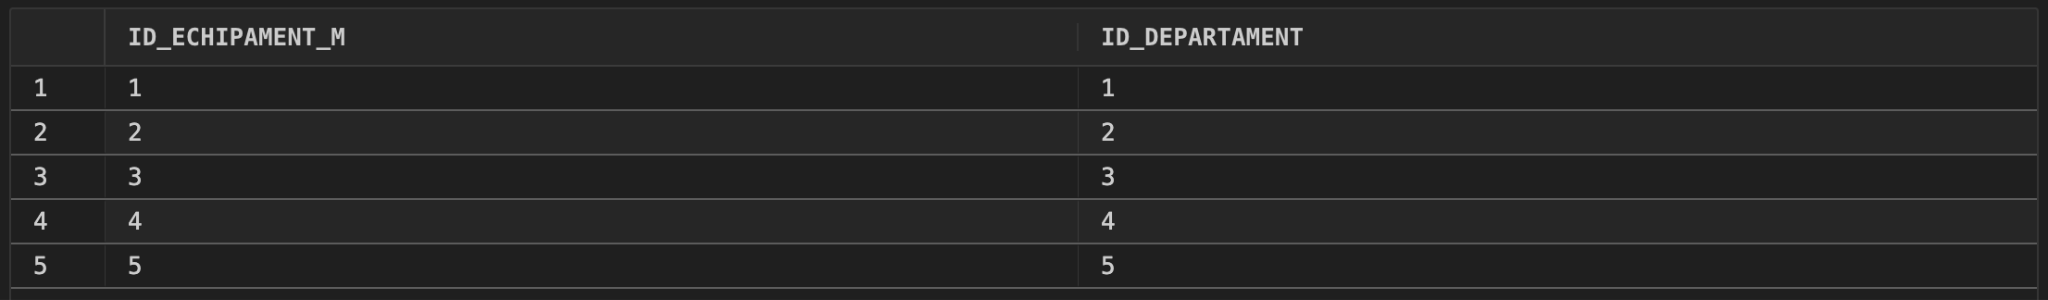 ID_ECHIPAMENT_M ID_DEPARTAMENT
1 1 1
2 2 2
3 3 3
4 4 4
5 5 5